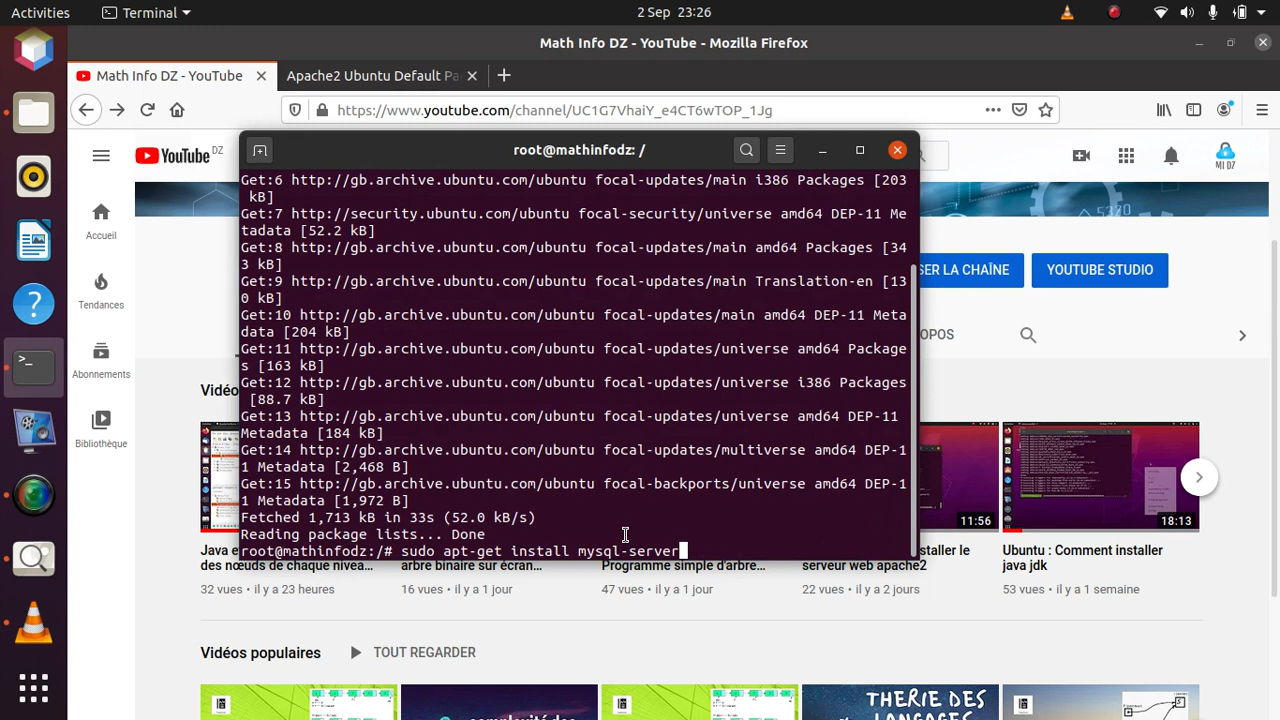 Activities
Terminal
2 Sep 23:26
Math Info DZ - YouTube - Mozilla Firefox
Math Info DZ - YouTube
Apache2 Ubuntu Default Pa
https://www.youtube.com/channel/UC1G7VhaiY_e4CT6wTOP_1Jg
YouTube DZ
MI DZ
root@mathinfodz: /
Get:6 http://gb.archive.ubuntu.com/ubuntu focal-updates/main i386 Packages [203
kB]
Get:7 http://security.ubuntu.com/ubuntu focal-security/universe amd64 DEP-11 Me
tadata [52.2 kB]
Get:8 http://gb.archive.ubuntu.com/ubuntu focal-updates/main amd64 Packages [34
3 kB]
Get:9 http://gb.archive.ubuntu.com/ubuntu focal-updates/main Translation-en [13
0 kB]
Get:10 http://gb.archive.ubuntu.com/ubuntu focal-updates/main amd64 DEP-11 Meta
data [204 kB]
Get:11 http://gb.archive.ubuntu.com/ubuntu focal-updates/universe amd64 Package
s [163 kB]
Get:12 http://gb.archive.ubuntu.com/ubuntu focal-updates/universe i386 Packages
[88.7 kB]
Get:13 http://gb.archive.ubuntu.com/ubuntu focal-updates/universe amd64 DEP-11
Metadata [184 kB]
Get:14 http://gb.archive.ubuntu.com/ubuntu focal-updates/multiverse amd64 DEP-1
1 Metadata [2,468 B]
Get:15 http://gb.archive.ubuntu.com/ubuntu focal-backports/universe amd64 DEP-1
1 Metadata [1,972 B]
Fetched 1,713 kB in 33s (52.0 kB/s)
Reading package lists... Done
root@mathinfodz:/# sudo apt-get install mysql-server
Accueil
Tendances
Abonnements
Bibliothèque
SER LA CHAÎNE
YOUTUBE STUDIO
OPOS
Vidéo
11:56
18:13
Java e
des nœuds de chaque nivea...
32 vues • il y a 23 heures
arbre binaire sur écran...
16 vues • il y a 1 jour
Programme simple d'arbre...
47 vues • il y a 1 jour
serveur web apache2
22 vues • il y a 2 jours
Ubuntu : Comment installer
java jdk
53 vues • il y a 1 semaine
Vidéos populaires
TOUT REGARDER
THERIE DES